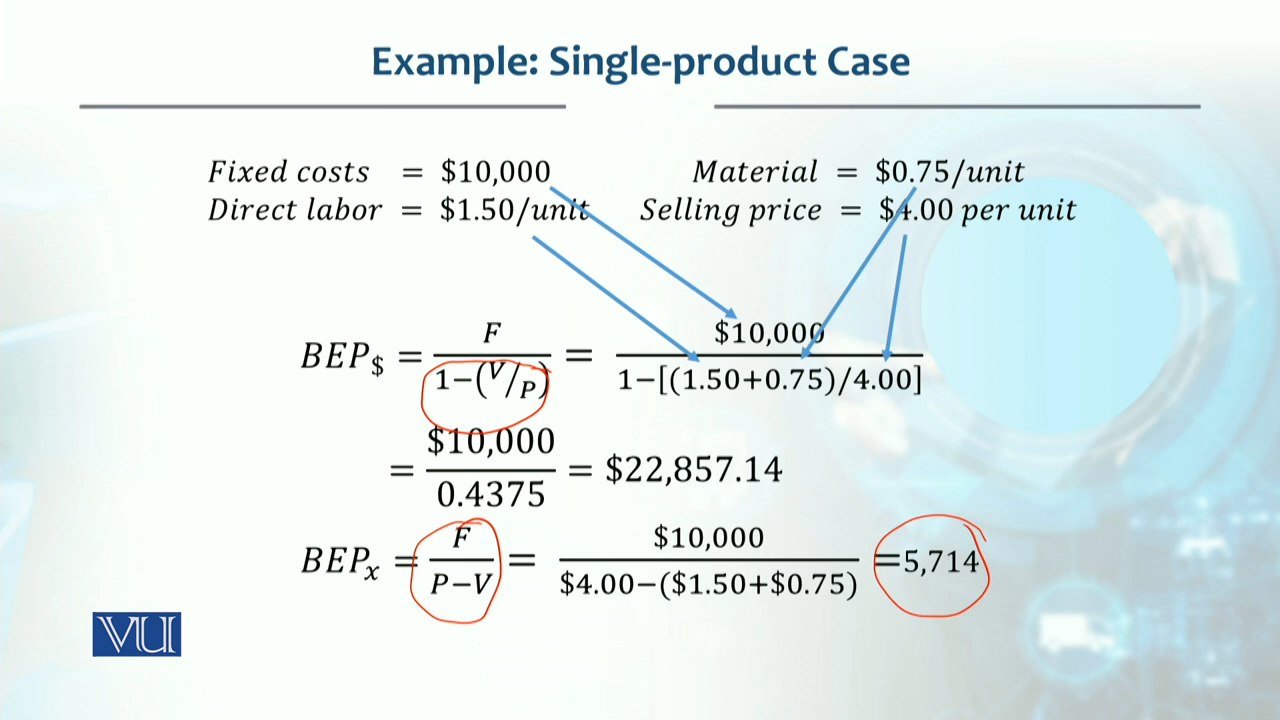 Example: Single-product Case
Fixed costs = $10,000 Material = $0.75/unit
Direct labor = $1.50/unit Selling price = $4.00 per unit
BEP$ = F / 1−(V/P) = $10,000 / 1−[(1.50+0.75)/4.00]
= $10,000 / 0.4375 = $22,857.14
BEPx = F / P−V = $10,000 / $4.00−($1.50+$0.75) =5,714
VU